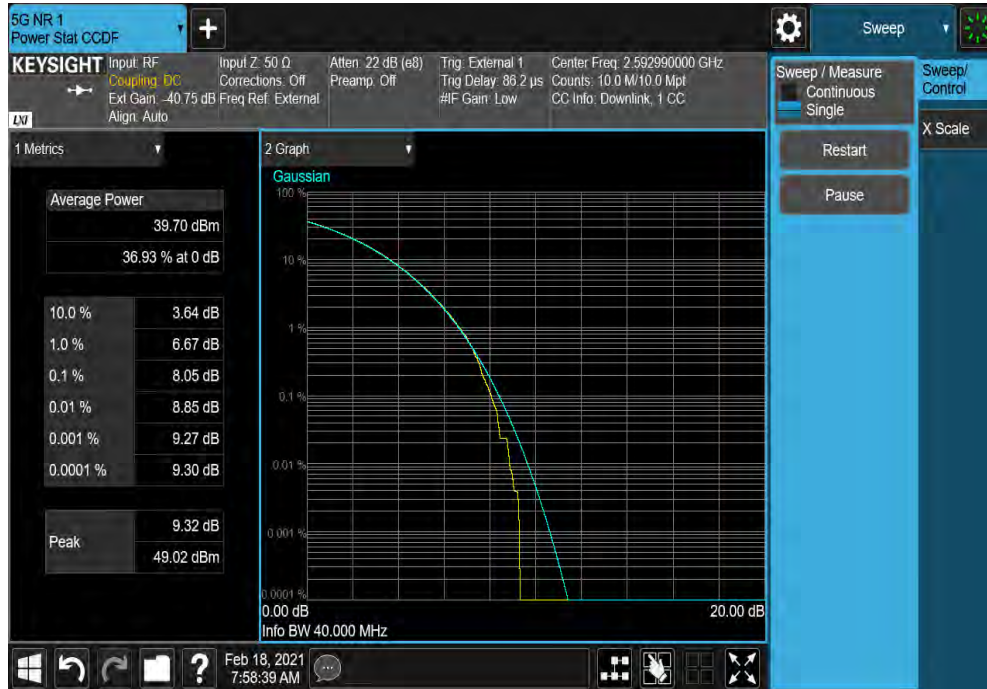 5G NR 1
Power Stat CCDF
+
Sweep
KEYSIGHT
LXI
Input: RF
Coupling: DC
Ext Gain: -40.75 dB
Align: Auto
Input Z: 50 Ω
Corrections: Off
Freq Ref: External
Atten: 22 dB (e8)
Preamp: Off
Trig: External 1
Trig Delay: 86.2 µs
#IF Gain: Low
Center Freq: 2.592990000 GHz
Counts: 10.0 M/10.0 Mpt
CC Info: Downlink, 1 CC
Sweep / Measure
Continuous
Single
Restart
Pause
Sweep/
Control
X Scale
1 Metrics
Average Power
39.70 dBm
36.93 % at 0 dB
10.0 % 3.64 dB
1.0 % 6.67 dB
0.1 % 8.05 dB
0.01 % 8.85 dB
0.001 % 9.27 dB
0.0001 % 9.30 dB
Peak
9.32 dB
49.02 dBm
2 Graph
Gaussian
100 %
10 %
1 %
0.1 %
0.01 %
0.001 %
0.0001 %
0.00 dB 20.00 dB
Info BW 40.000 MHz
?
Feb 18, 2021
7:58:39 AM